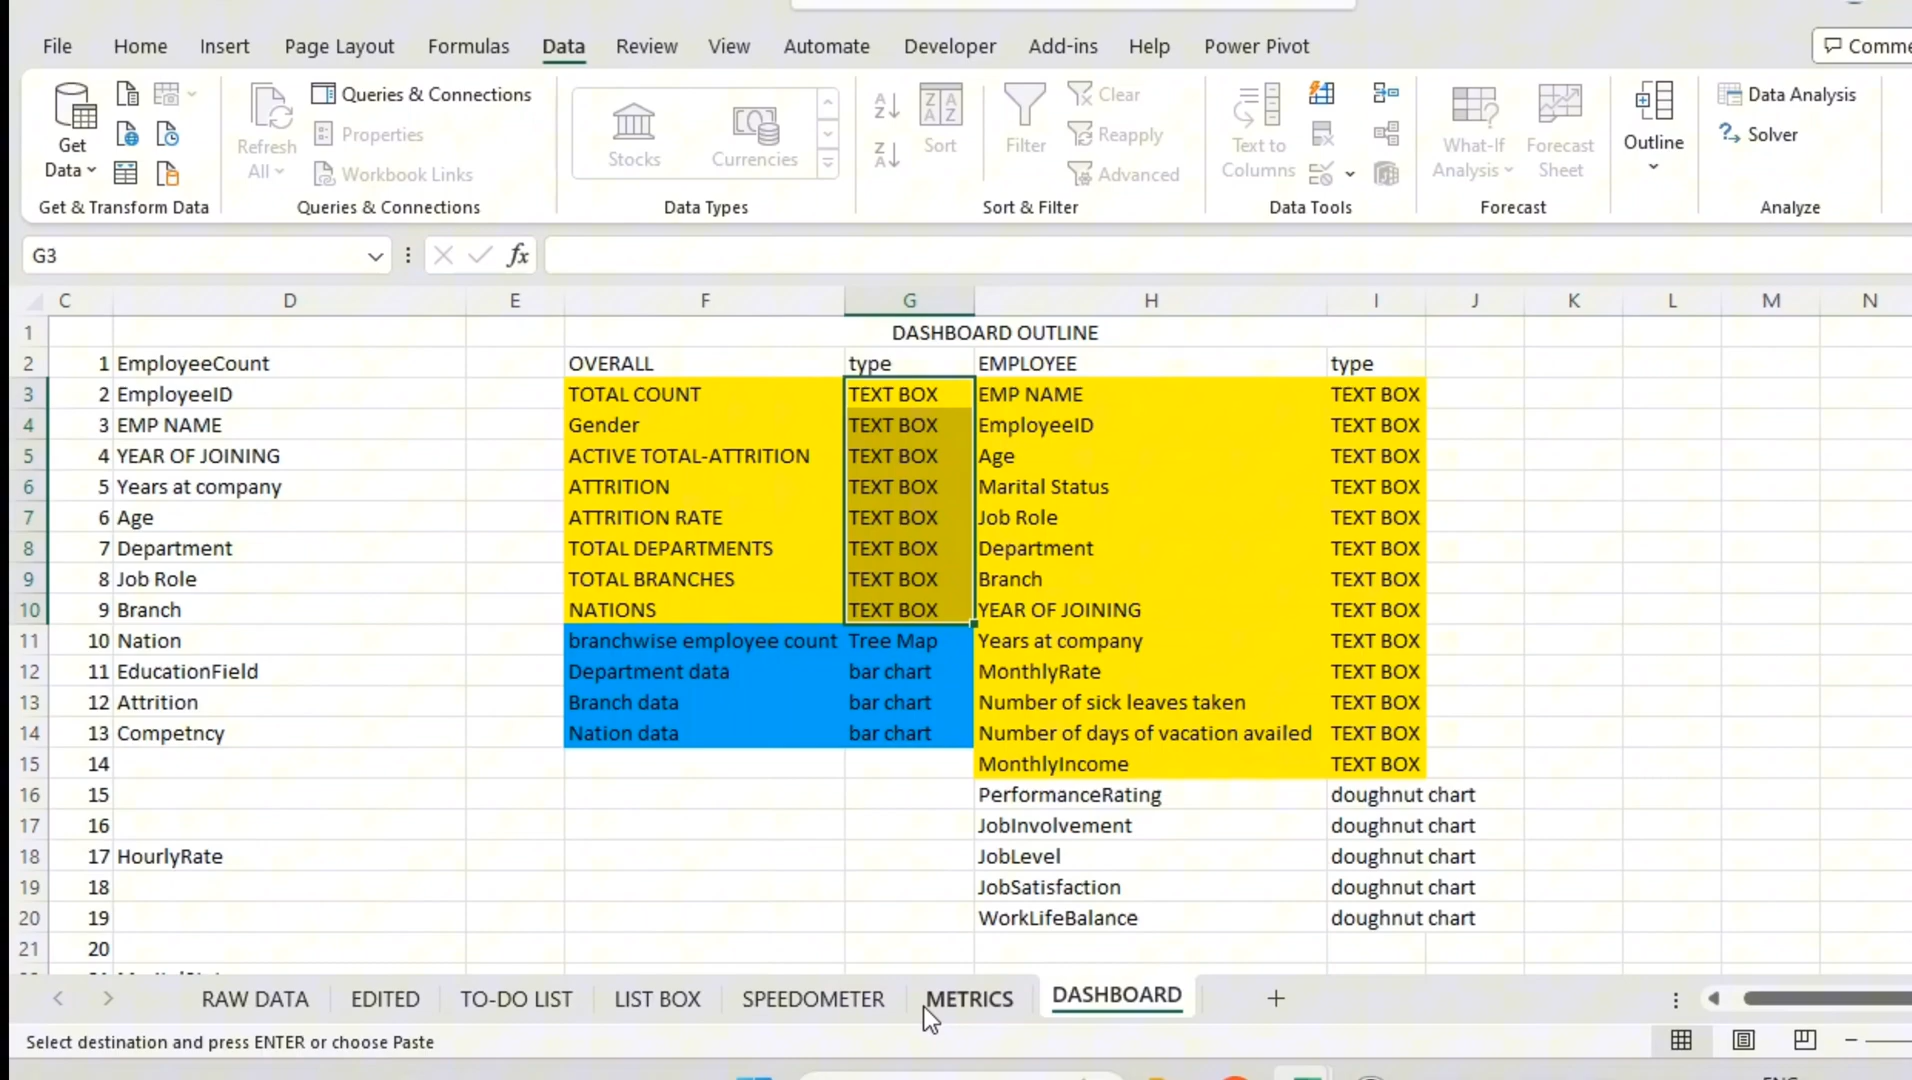 File Home Insert Page Layout Formulas Data Review View Automate Developer Add-ins Help Power Pivot
Get Data
Refresh All
Queries & Connections
Properties
Workbook Links
Stocks Currencies
Sort
Filter
Clear
Reapply
Advanced
Text to Columns
What-If Analysis
Forecast Sheet
Outline
Data Analysis
Solver
Get & Transform Data Queries & Connections Data Types Sort & Filter Data Tools Forecast Analyze
G3 fx
C D E F G H I J K L M N
1 DASHBOARD OUTLINE
2 1 EmployeeCount OVERALL type EMPLOYEE type
3 2 EmployeeID TOTAL COUNT TEXT BOX EMP NAME TEXT BOX
4 3 EMP NAME Gender TEXT BOX EmployeeID TEXT BOX
5 4 YEAR OF JOINING ACTIVE TOTAL-ATTRITION TEXT BOX Age TEXT BOX
6 5 Years at company ATTRITION TEXT BOX Marital Status TEXT BOX
7 6 Age ATTRITION RATE TEXT BOX Job Role TEXT BOX
8 7 Department TOTAL DEPARTMENTS TEXT BOX Department TEXT BOX
9 8 Job Role TOTAL BRANCHES TEXT BOX Branch TEXT BOX
10 9 Branch NATIONS TEXT BOX YEAR OF JOINING TEXT BOX
11 10 Nation branchwise employee count Tree Map Years at company TEXT BOX
12 11 EducationField Department data bar chart MonthlyRate TEXT BOX
13 12 Attrition Branch data bar chart Number of sick leaves taken TEXT BOX
14 13 Competncy Nation data bar chart Number of days of vacation availed TEXT BOX
15 14 MonthlyIncome TEXT BOX
16 15 PerformanceRating doughnut chart
17 16 JobInvolvement doughnut chart
18 17 HourlyRate JobLevel doughnut chart
19 18 JobSatisfaction doughnut chart
20 19 WorkLifeBalance doughnut chart
21 20
RAW DATA EDITED TO-DO LIST LIST BOX SPEEDOMETER METRICS DASHBOARD
Select destination and press ENTER or choose Paste